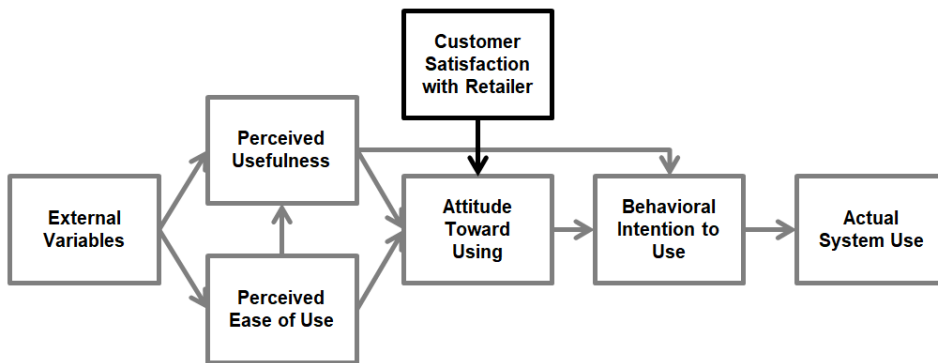 Customer
Satisfaction
with Retailer
Perceived
Usefulness
External
Variables
Attitude
Toward
Using
Behavioral
Intention to
Use
Actual
System Use
Perceived
Ease of Use